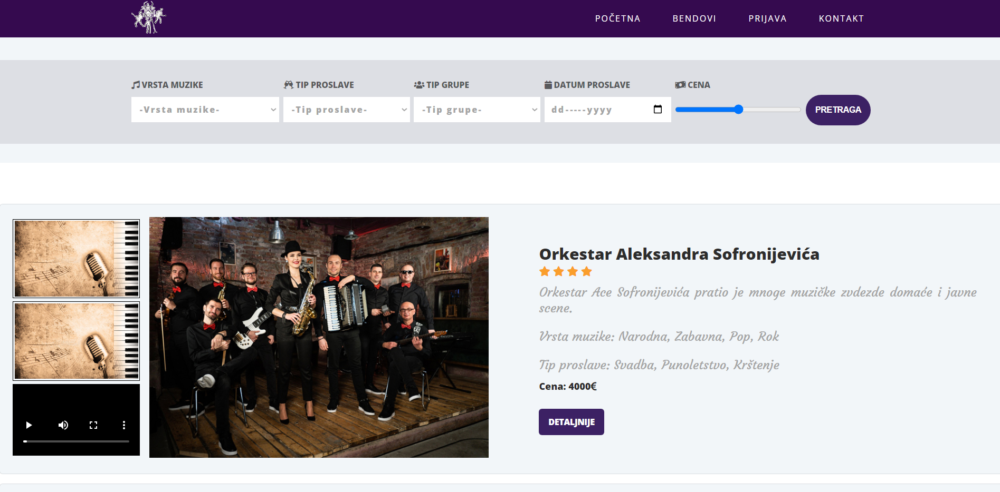 POČETNA BENDOVI PRIJAVA KONTAKT
VRSTA MUZIKE TIP PROSLAVE TIP GRUPE DATUM PROSLAVE CENA
-Vrsta muzike- -Tip proslave- -Tip grupe- dd-----yyyy PRETRAGA
Orkestar Aleksandra Sofronijevića
Orkestar Ace Sofronijevića pratio je mnoge muzičke zvdezde domaće i javne
scene.
Vrsta muzike: Narodna, Zabavna, Pop, Rok
Tip proslave: Svadba, Punoletstvo, Krštenje
Cena: 4000€
DETALJNIJE